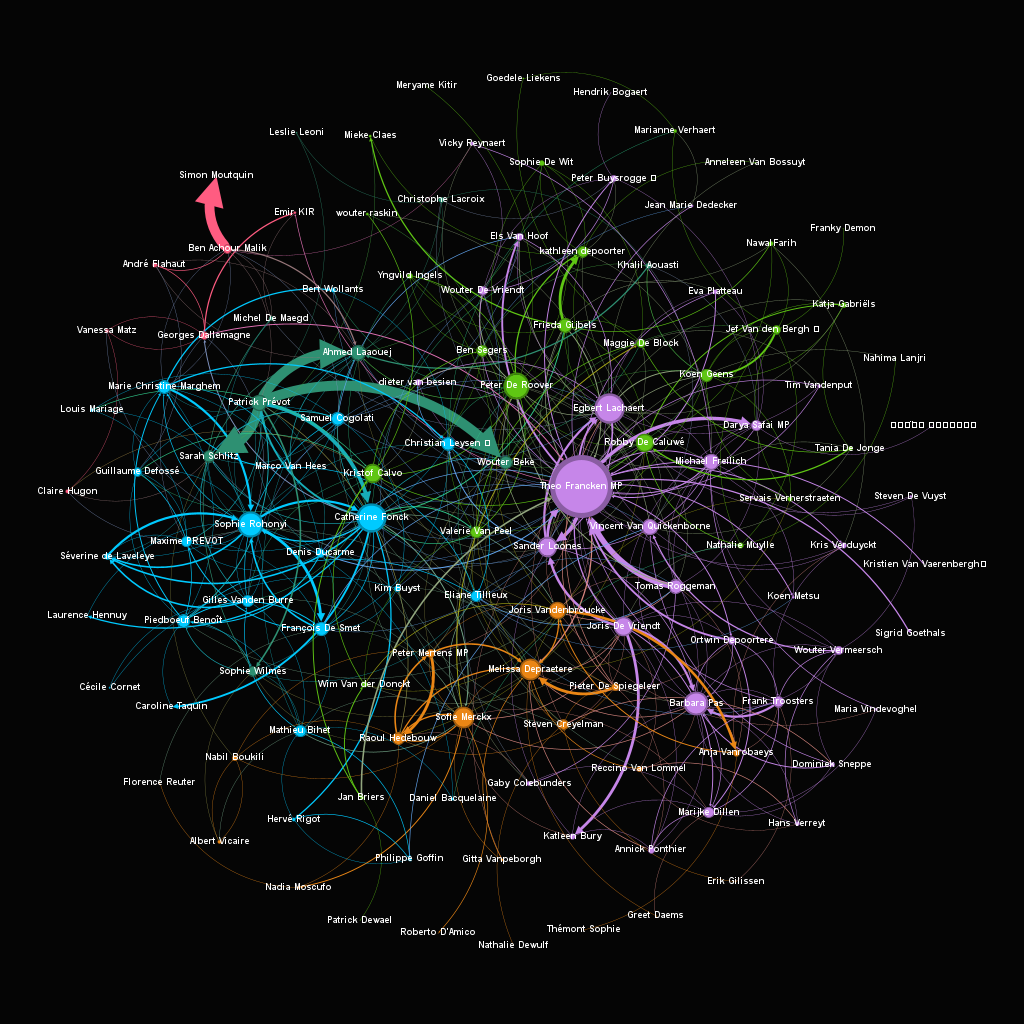 Goedele Liekens
Meryame Kitir
Hendrik Bogaert
Leslie Leoni
Mieke Claes
Marianne Verhaert
Vicky Reynaert
Sophie De Wit
Anneleen Van Bossuyt
Simon Moutquin
Peter Buysrogge □
Christophe Lacroix
Jean Marie Dedecker
Emir KIR
wouter raskin
Franky Demon
Els Van Hoof
Nawal Farih
Ben Achour Malik
kathleen depoorter
André Flahaut
Khalil Aouasti
Yngvild Ingels
Bert Wollants
Wouter De Vriendt
Eva Platteau
Katja Gabriëls
Michel De Maegd
Vanessa Matz
Georges Dallemagne
Frieda Gijbels
Jef Van den Bergh □
Maggie De Block
Ahmed Laaouej
Ben Segers
Nahima Lanjri
Koen Geens
dieter van besien
Marie Christine Marghem
Peter De Roover
Tim Vandenput
Patrick Prévot
Louis Mariage
Egbert Lachaert
Samuel Cogolati
Darya Safai MP
□□□□□ □□□□□□□
Christian Leysen □
Robby De Caluwé
Tania De Jonge
Sarah Schlitz
Marco Van Hees
Wouter Beke
Michael Freilich
Guillaume Defossé
Kristof Calvo
Theo Francken MP
Claire Hugon
Servais Verherstraeten
Steven De Vuyst
Sophie Rohonyi
Catherine Fonck
Vincent Van Quickenborne
Valerie Van Peel
Maxime PREVOT
Sander Loones
Nathalie Muylle
Kris Verduyckt
Séverine de Laveleye
Denis Ducarme
Kristien Van Vaerenbergh□
Kim Buyst
Tomas Roggeman
Eliane Tillieux
Koen Metsu
Gilles Vanden Burre
Joris Vandenbroucke
Laurence Hennuy
Piedboeuf Benoît
François De Smet
Joris De Vriendt
Sigrid Goethals
Ortwin Depoortere
Peter Mertens MP
Wouter Vermeersch
Sophie Wilmès
Melissa Depraetere
Wim Van der Donckt
Pieter De Spiegeleer
Cécile Cornet
Barbara Pas
Frank Troosters
Caroline Taquin
Maria Vindevoghel
Sofie Merckx
Steven Creyelman
Mathieu Bihet
Raoul Hedebouw
Anja Vanrobaeys
Nabil Boukili
Reccino Van Lommel
Dominiek Sneppe
Florence Reuter
Gaby Colebunders
Jan Briers
Daniel Bacquelaine
Marijke Dillen
Hervé Rigot
Hans Verreyt
Katleen Bury
Albert Vicaire
Annick Ponthier
Philippe Goffin
Gitta Vanpeborgh
Erik Gilissen
Nadia Moscufo
Greet Daems
Patrick Dewael
Thémont Sophie
Roberto D'Amico
Nathalie Dewulf